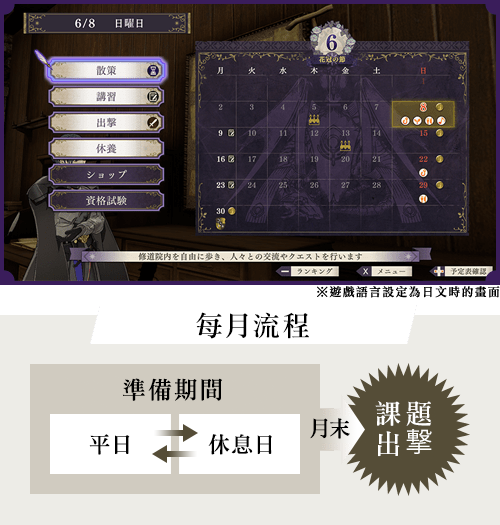 6/8 日曜日
散策
講習
出撃
休養
ショップ
資格試験
6
花冠の節
月 火 水 木 金 土 日
1
2 3 4 5 6 7 8
9 10 11 12 13 14 15
16 17 18 19 20 21 22
23 24 25 26 27 28 29
30
修道院内を自由に歩き、人々との交流やクエストを行います
ランキング X メニュー 予定表確認
※遊戲語言設定為日文時的畫面
每月流程
準備期間
平日
休息日
月末
課題
出擊